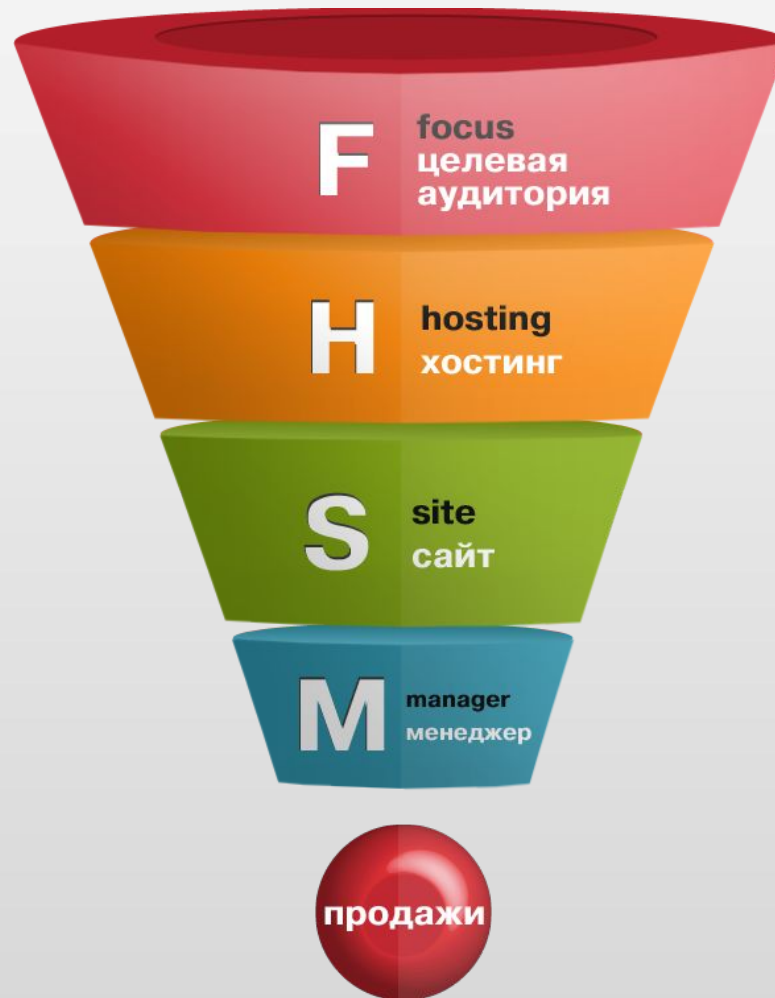 F
focus
целевая
аудитория
H
hosting
хостинг
S
site
сайт
M
manager
менеджер
продажи